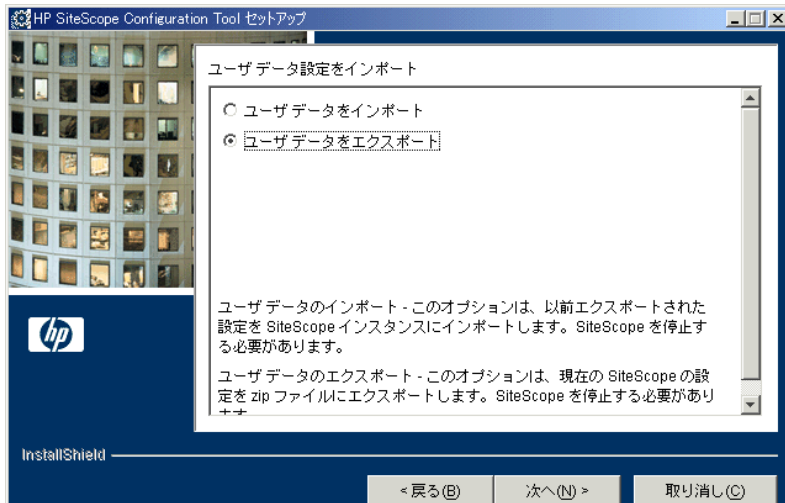 HP SiteScope Configuration Tool セットアップ
ユーザ データ設定をインポート
ユーザ データをインポート
ユーザ データをエクスポート
ユーザ データのインポート - このオプションは、以前エクスポートされた
設定を SiteScope インスタンスにインポートします。SiteScope を停止す
る必要があります。
ユーザ データのエクスポート - このオプションは、現在の SiteScope の設
定を zip ファイルにエクスポートします。SiteScope を停止する必要があり
ます。
hp
InstallShield
<戻る(B)
次へ(N) >
取り消し(C)